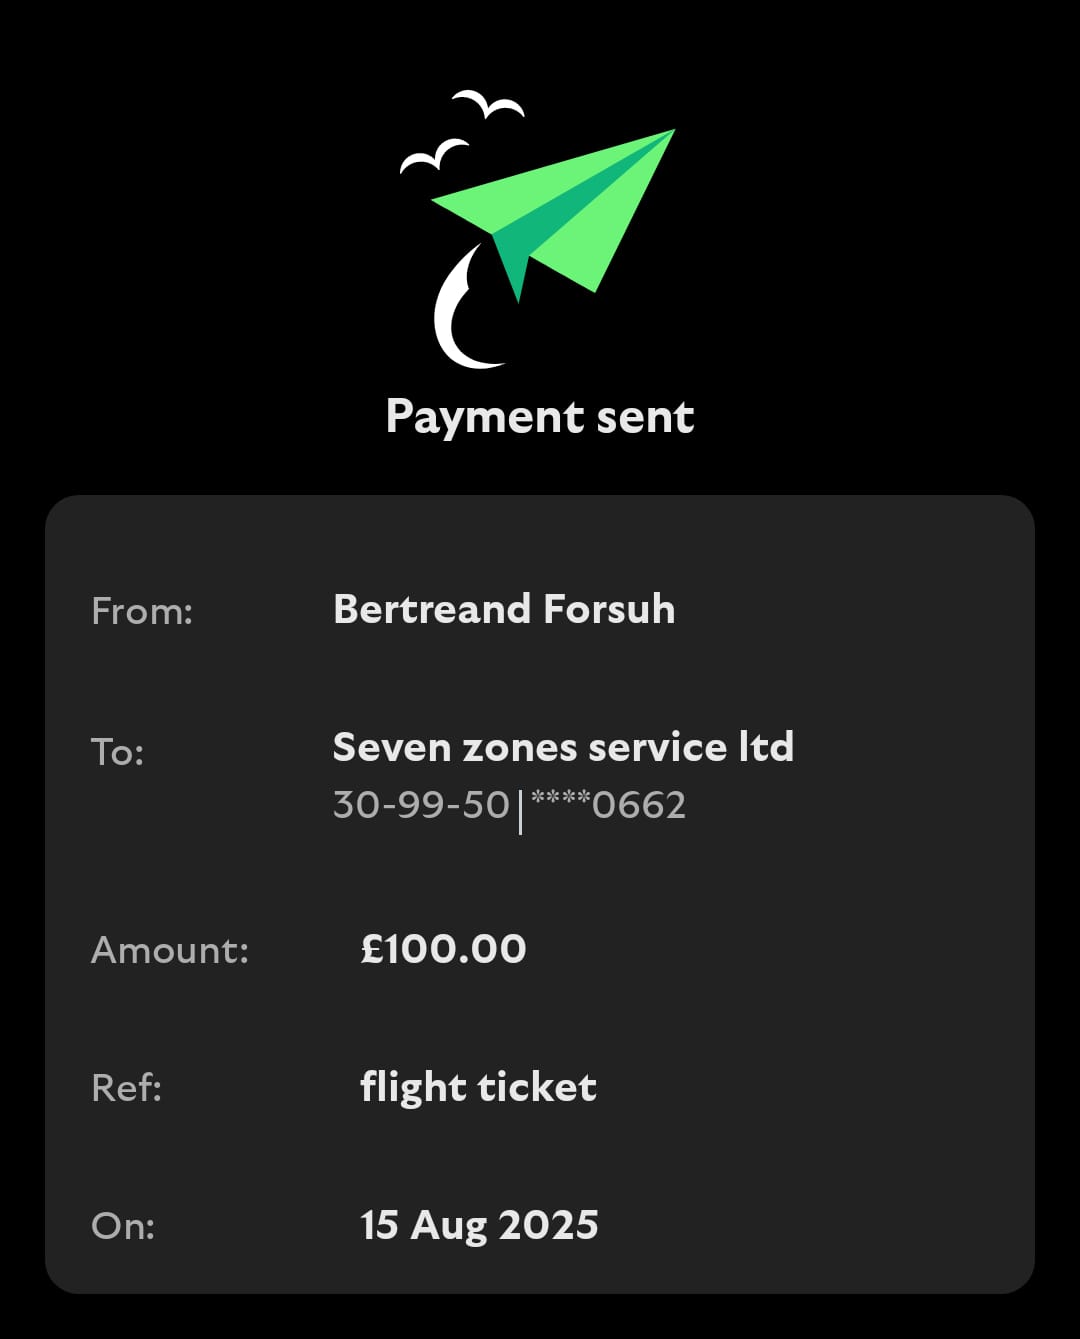 Payment sent
From: Bertreand Forsuh
To: Seven zones service ltd
30-99-50|****0662
Amount: £100.00
Ref: flight ticket
On: 15 Aug 2025